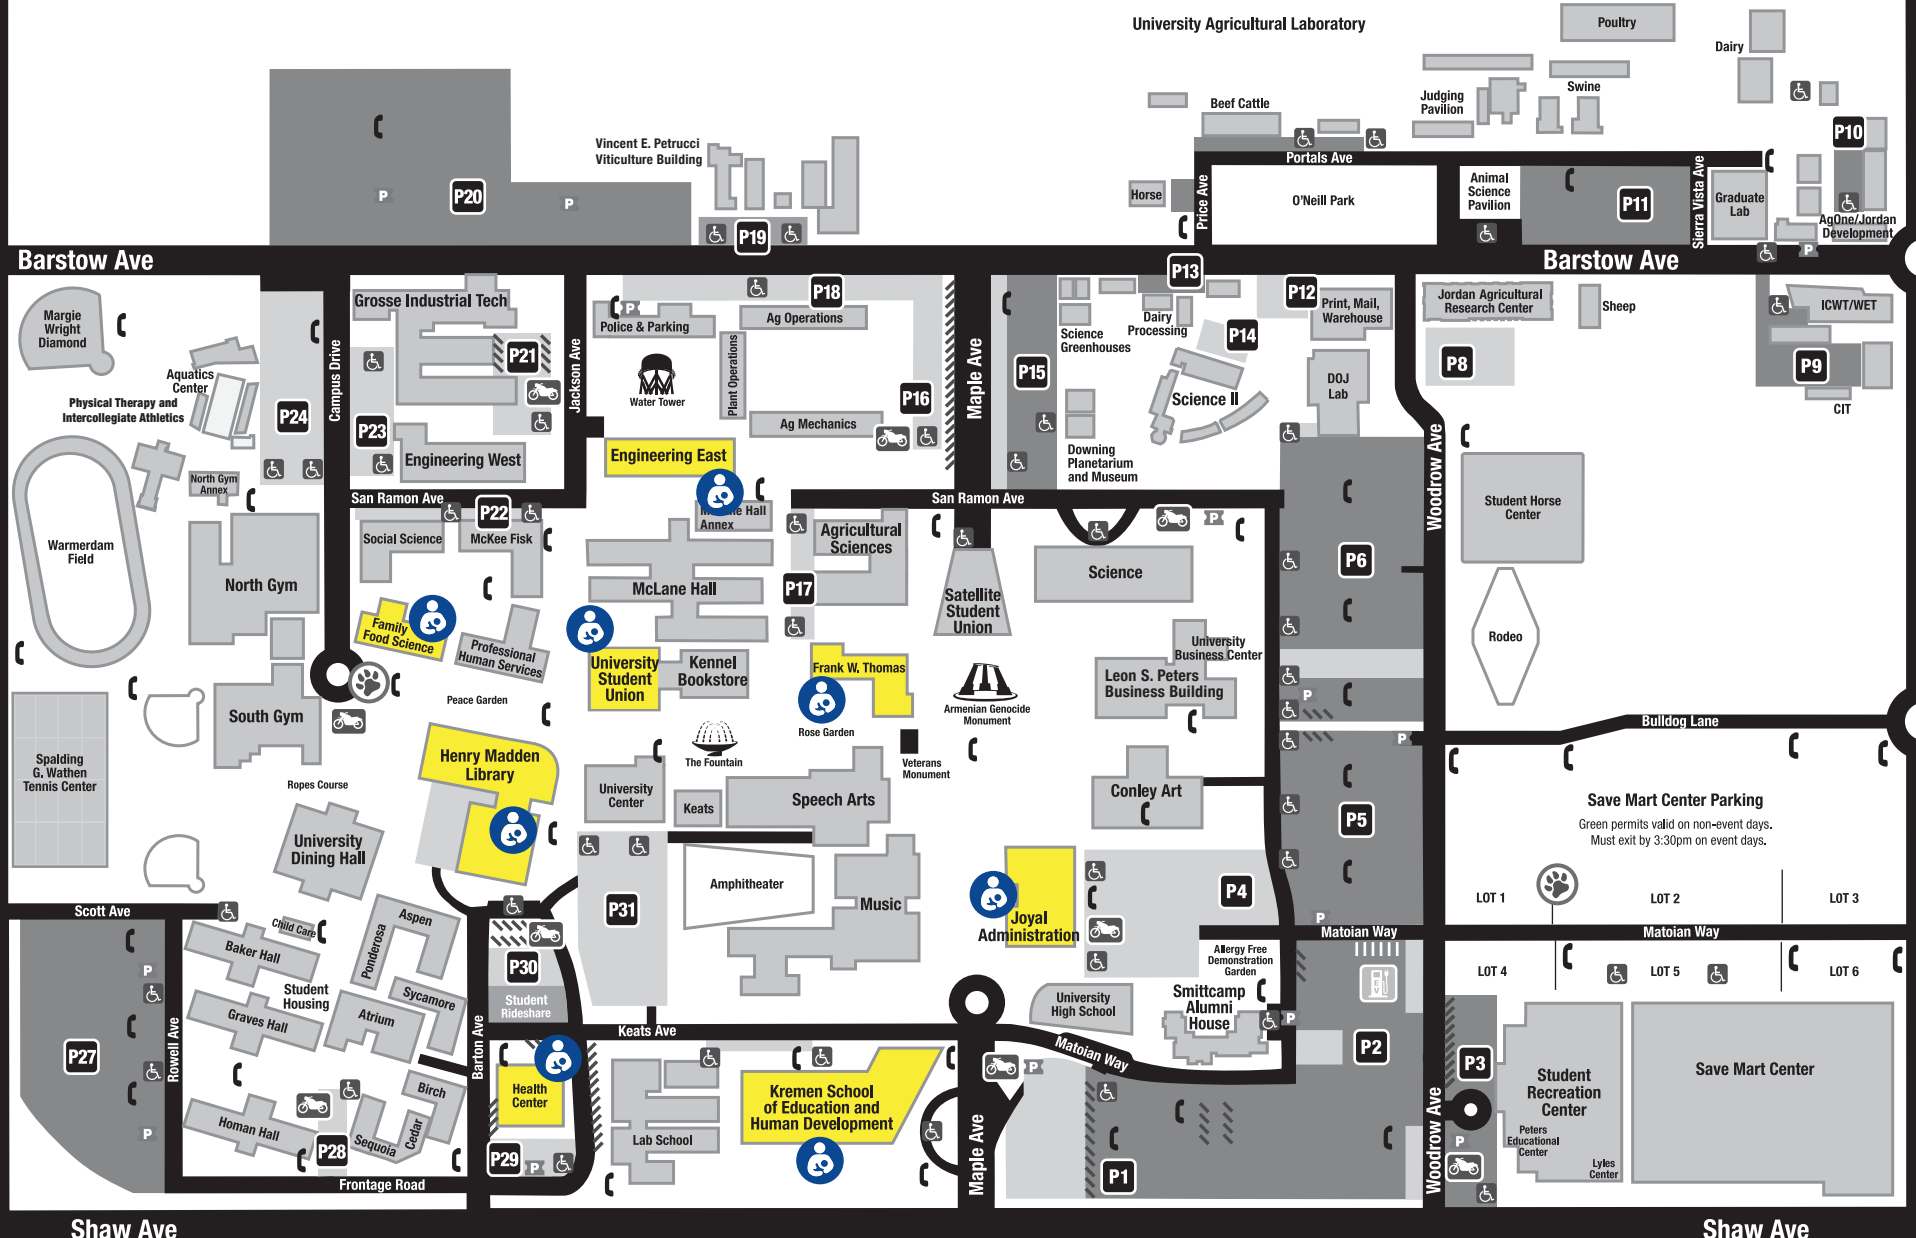 University Agricultural Laboratory
Poultry
Dairy
Swine
Judging
Pavilion
Beef Cattle
P10
Vincent E. Petrucci
Viticulture Building
Portals Ave
P
P20
P
P19
Horse
Price Ave
O'Neill Park
Animal
Science
Pavilion
P11
Sierra Vista Ave
Graduate
Lab
AgOne/Jordan
Development
P
Barstow Ave
Barstow Ave
Margie
Wright
Diamond
Grosse Industrial Tech
P18
Ag Operations
P
Police & Parking
P13
P12
Print, Mail,
Warehouse
Dairy
Processing
Science
Greenhouses
P14
Jordan Agricultural
Research Center
Sheep
ICWT/WET
Aquatics
Center
Physical Therapy and
Intercollegiate Athletics
P24
Campus Drive
P21
Jackson Ave
Water Tower
Plant Operations
P16
Maple Ave
P15
Science II
DOJ
Lab
P8
P9
CIT
P23
Engineering West
Ag Mechanics
Engineering East
Downing
Planetarium
and Museum
Woodrow Ave
North Gym
Annex
San Ramon Ave
San Ramon Ave
Student Horse
Center
Warmerdam
Field
P22
Social Science
McKee Fisk
Annex
Agricultural
Sciences
P
Science
P6
North Gym
McLane Hall
P17
Satellite
Student
Union
Family
Food Science
Professional
Human Services
University
Student
Union
Kennel
Bookstore
Frank W. Thomas
University
Business Center
Leon S. Peters
Business Building
Rodeo
Peace Garden
South Gym
Rose Garden
Armenian Genocide
Monument
P
Bulldog Lane
P
Spalding
G. Wathen
Tennis Center
Henry Madden
Library
The Fountain
Veterans
Monument
Ropes Course
University
Center
Keats
Speech Arts
Conley Art
P5
Save Mart Center Parking
Green permits valid on non-event days.
Must exit by 3:30pm on event days.
University
Dining Hall
Amphitheater
Music
P4
LOT 1
LOT 2
LOT 3
Scott Ave
P31
Joyal
Administration
P
Matoian Way
Matoian Way
Child Care
Aspen
Ponderosa
Baker Hall
Student
Housing
Sycamore
Graves Hall
Atrium
P30
Student
Rideshare
Allergy Free
Demonstration
Garden
Smittcamp
Alumni
House
P
EV
LOT 4
LOT 5
LOT 6
P
Rowell Ave
Barton Ave
Keats Ave
University
High School
Matoian Way
P27
P2
P3
Student
Recreation
Center
Save Mart Center
Birch
Health
Center
Kremen School
of Education and
Human Development
P
P
Homan Hall
P28
Sequoia
Cedar
P29
P
Lab School
Maple Ave
P1
Woodrow Ave
P
Peters
Educational
Center
Lyles
Center
Frontage Road
Shaw Ave
Shaw Ave